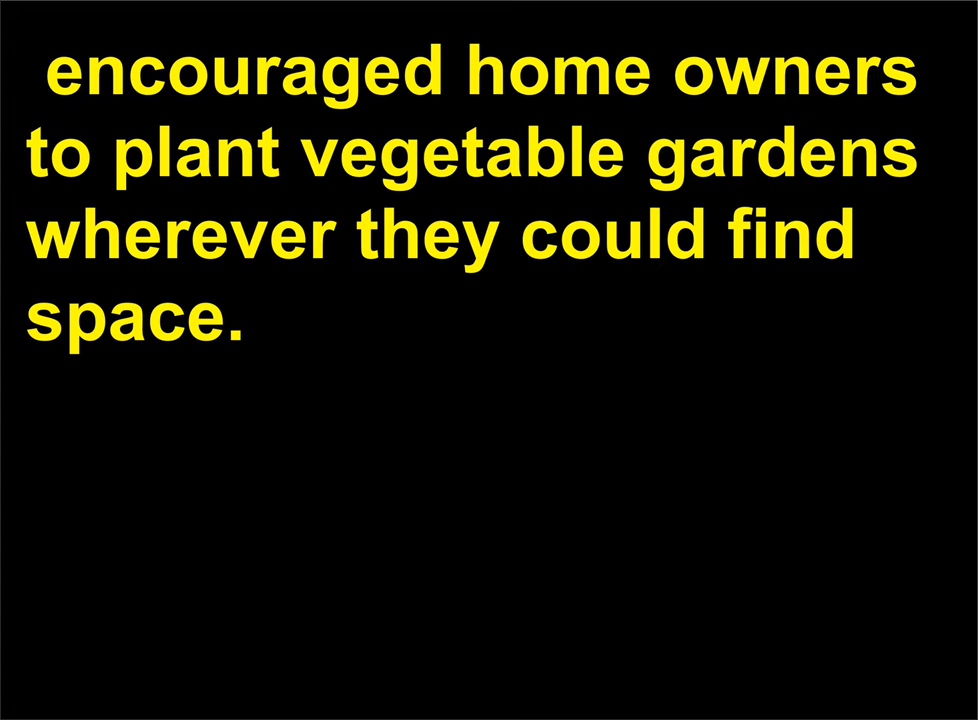 encouraged home owners
to plant vegetable gardens
wherever they could find
space.